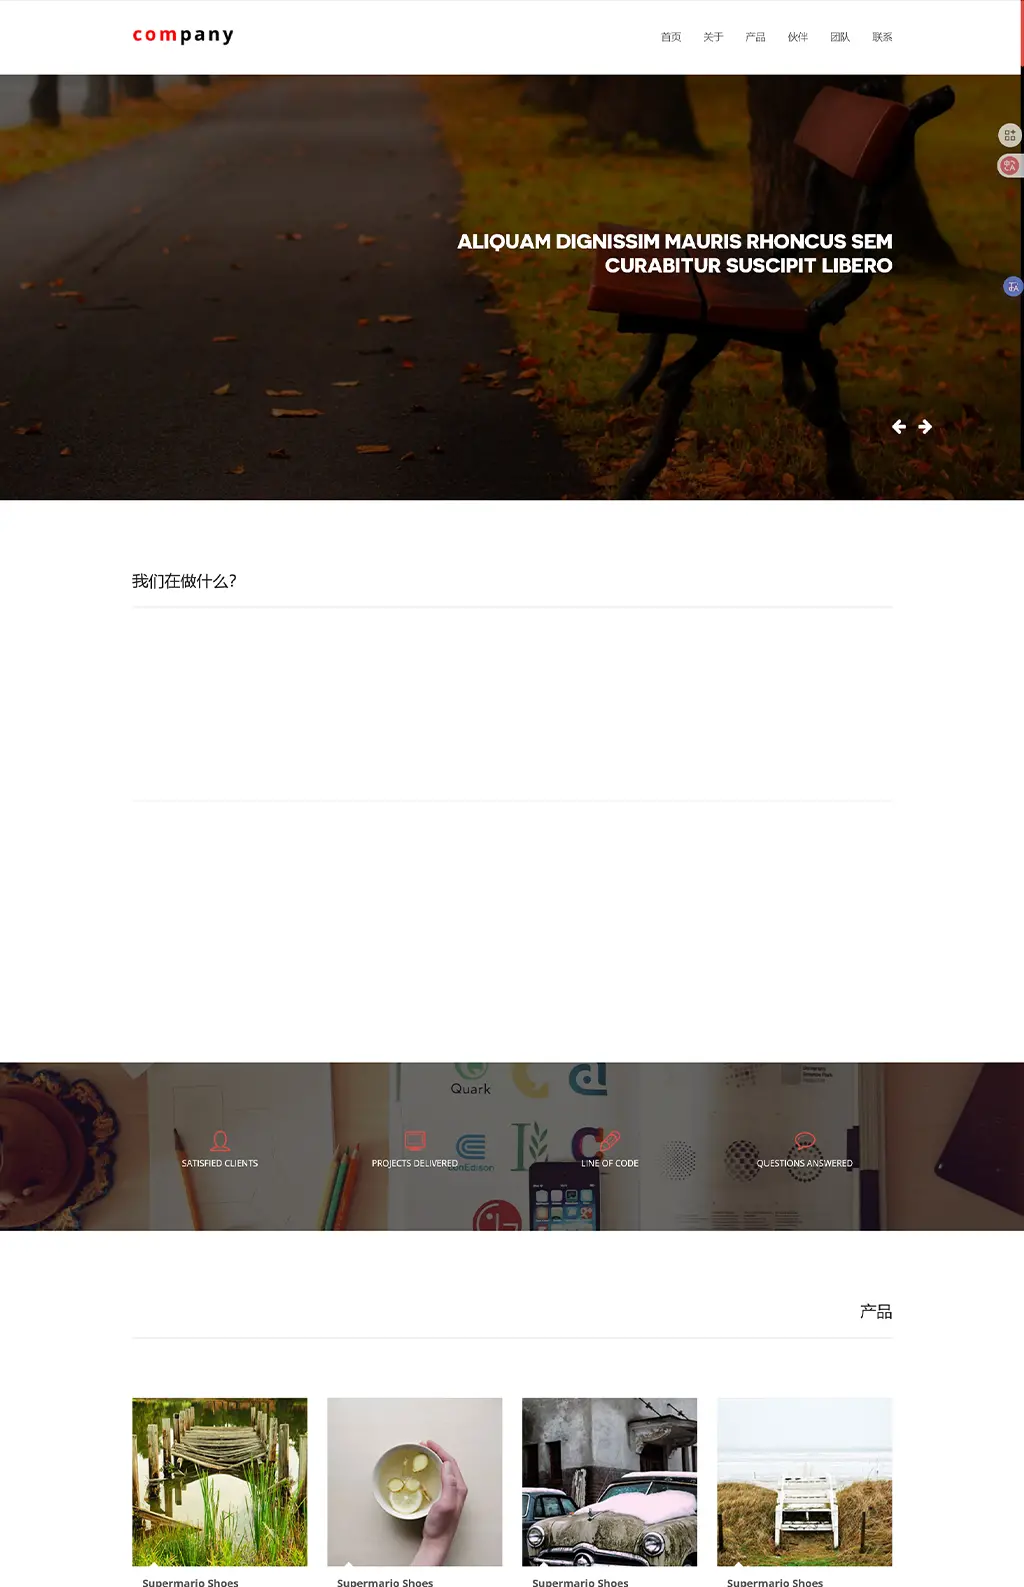 company
首页 关于 产品 伙伴 团队 联系
ALIQUAM DIGNISSIM MAURIS RHONCUS SEM
CURABITUR SUSCIPIT LIBERO
我们在做什么?
Quark
SATISFIED CLIENTS PROJECTS DELIVERED LINE OF CODE QUESTIONS ANSWERED
产品
Supermario Shoes Supermario Shoes Supermario Shoes Supermario Shoes